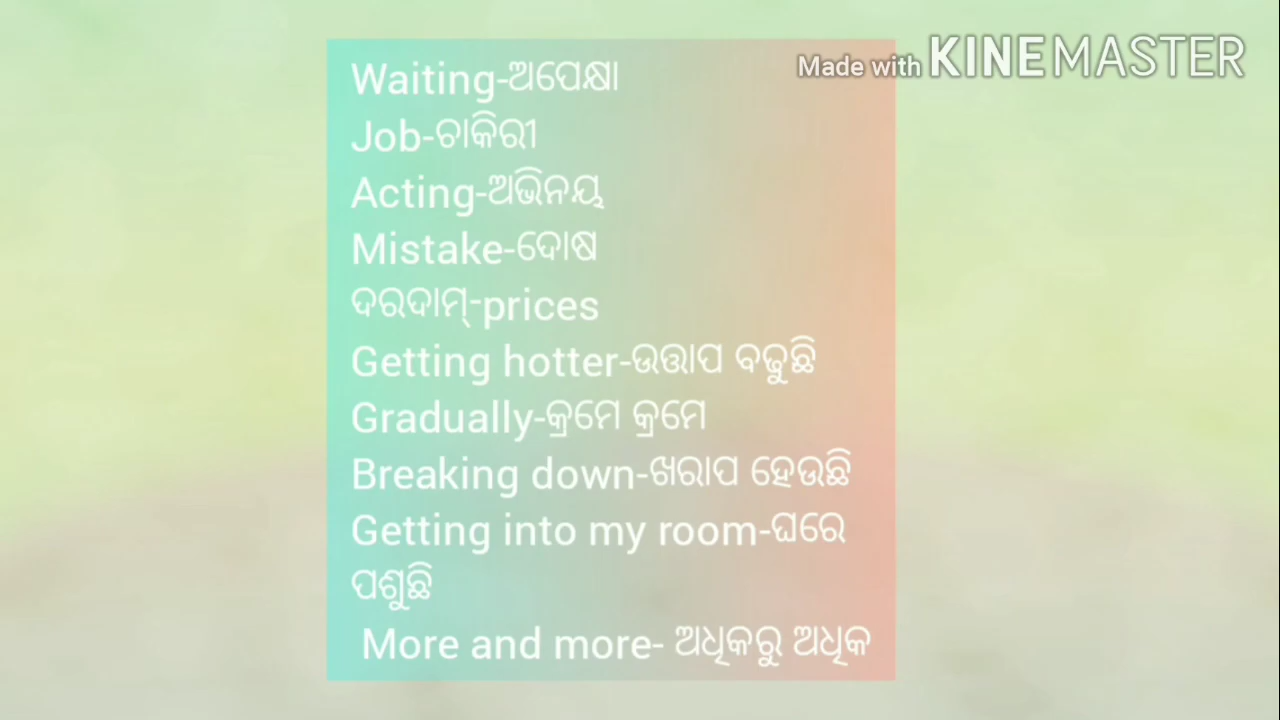 Made with KINEMASTER
Waiting-ଅପେକ୍ଷା
Job-ଚାକିରୀ
Acting-ଅଭିନୟ
Mistake-ଦୋଷ
ଦରଦାମ୍-prices
Getting hotter-ଉତ୍ତାପ ବଢୁଛି
Gradually-କ୍ରମେ କ୍ରମେ
Breaking down-ଖରାପ ହେଉଛି
Getting into my room-ଘରେ
ପଶୁଛି
More and more- ଅଧିକରୁ ଅଧିକ